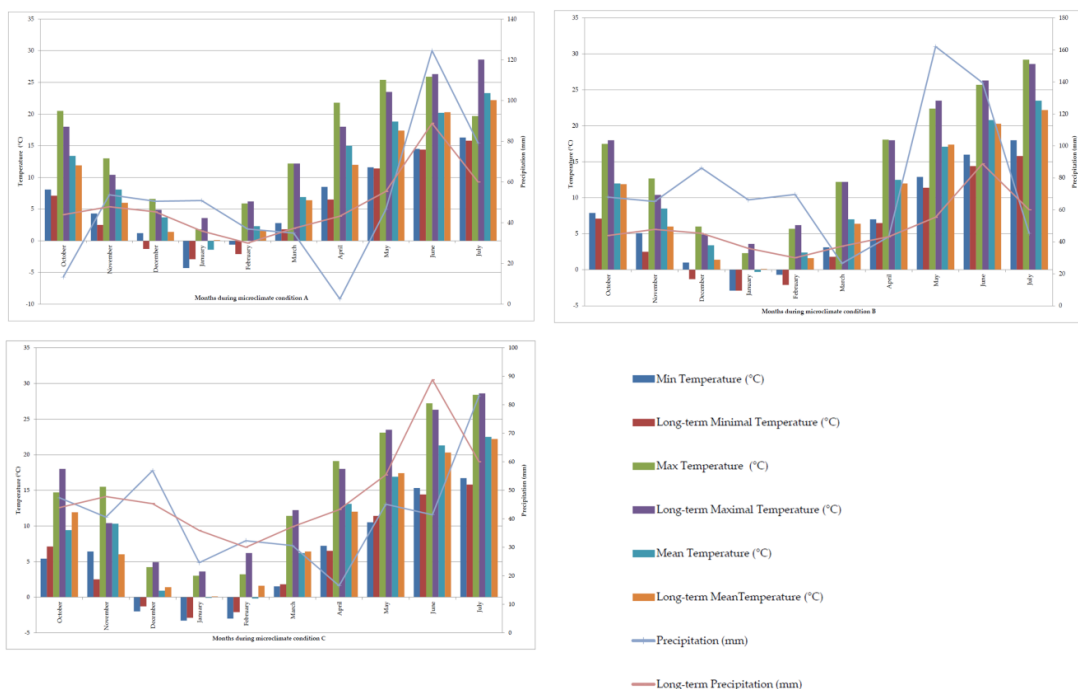 35
30
25
20
15
10
5
0
-5
-10
Temperature (°C)
140
120
100
80
60
40
20
0
Precipitation (mm)
October
November
December
January
February
March
April
May
June
July
Months during microclimate condition A
35
30
25
20
15
10
5
0
-5
Temperature (°C)
180
160
140
120
100
80
60
40
20
0
Precipitation (mm)
October
November
December
January
February
March
April
May
June
July
Months during microclimate condition B
35
30
25
20
15
10
5
0
-5
Temperature (°C)
100
90
80
70
60
50
40
30
20
10
0
Precipitation (mm)
October
November
December
January
February
March
April
May
June
July
Months during microclimate condition C
Min Temperature (°C)
Long-term Minimal Temperature (°C)
Max Temperature (°C)
Long-term Maximal Temperature (°C)
Mean Temperature (°C)
Long-term MeanTemperature (°C)
Precipitation (mm)
Long-term Precipitation (mm)